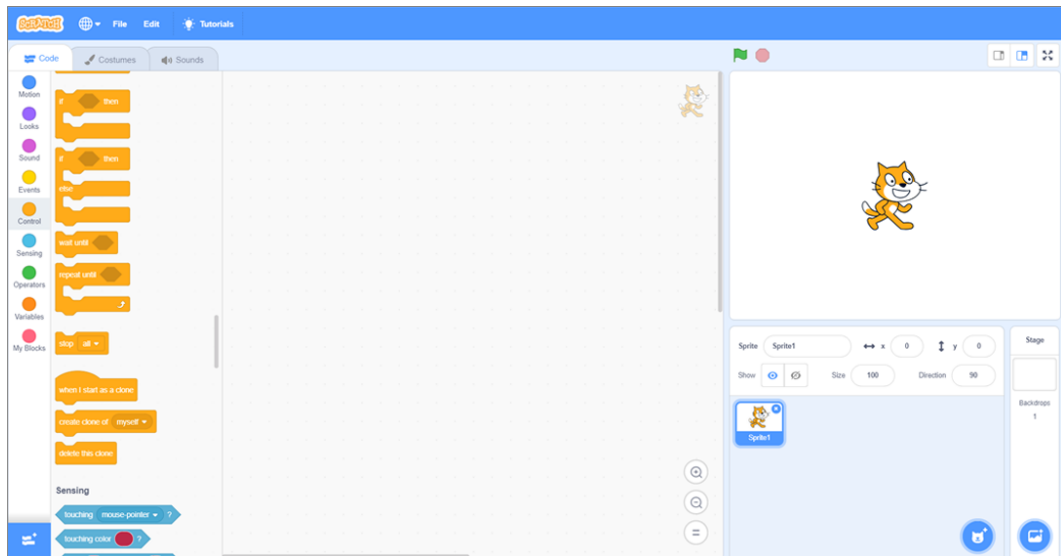 SCRATCH File Edit Tutorials
Code Costumes Sounds
Motion
Looks
Sound
Events
Control
Sensing
Operators
Variables
My Blocks
if then
if then
else
wait until
repeat until
stop all
when I start as a clone
create clone of myself
delete this clone
Sensing
touching mouse-pointer ?
touching color ?
Sprite Sprite1 x 0 y 0
Show Size 100 Direction 90
Sprite1
Stage
Backdrops
1